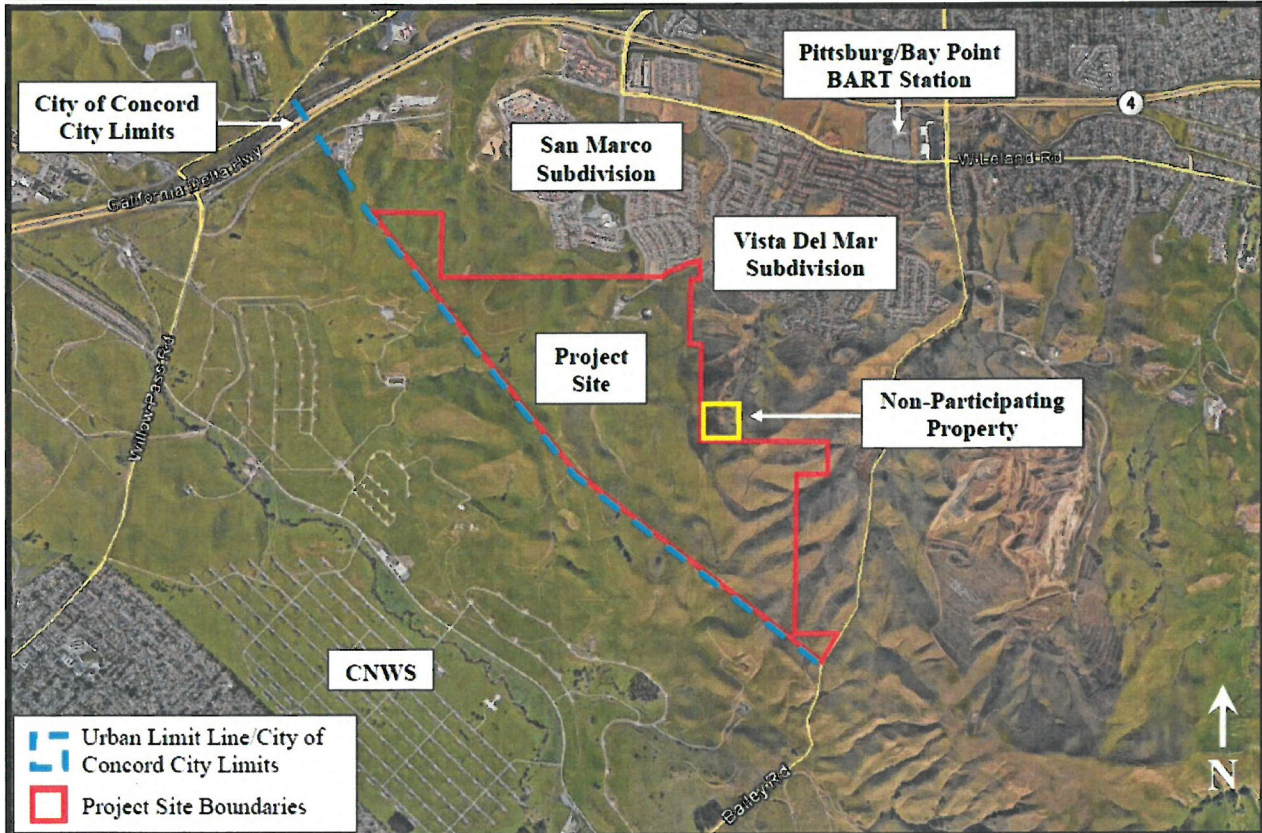 Pittsburg/Bay Point
BART Station
City of Concord
City Limits
4
San Marco
Subdivision
W Leland Rd
California Delta Hwy
Vista Del Mar
Subdivision
Project
Site
Willow Pass Rd
Non-Participating
Property
CNWS
Urban Limit Line/City of
Concord City Limits
Project Site Boundaries
Bailey Rd
N